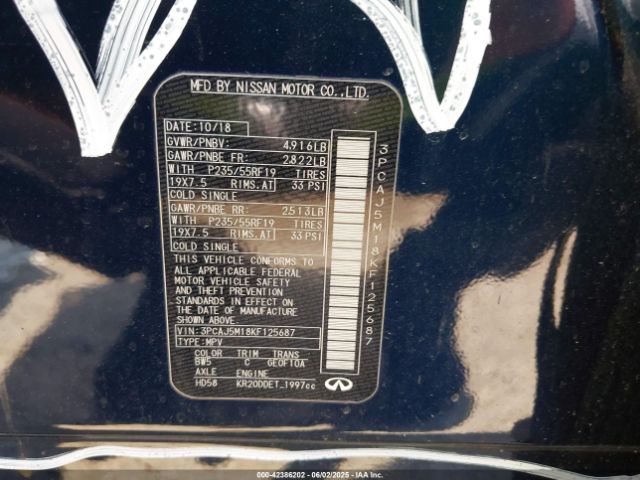 MFD BY NISSAN MOTOR CO.,LTD.
DATE: 10/18
GVWR/PNBV: 4,916LB
GAWR/PNBE FR: 2,822LB
WITH P235/55RF19 TIRES
19X7.5 RIMS.AT 33 PSI
COLD SINGLE
GAWR/PNBE RR: 2,513LB
WITH P235/55RF19 TIRES
19X7.5 RIMS.AT 33 PSI
COLD SINGLE
THIS VEHICLE CONFORMS TO
ALL APPLICABLE FEDERAL
MOTOR VEHICLE SAFETY
AND THEFT PREVENTION
STANDARDS IN EFFECT ON
THE DATE OF MANUFACTURE
SHOWN ABOVE.
VIN: 3PCAJ5M18KF125687
TYPE: MPV
COLOR TRIM TRANS
BW5 C GE0F10A
AXLE ENGINE
HD58 KR20DDET 1997cc
INFINITI
3PCAJ5M18KF125687
000-42386202 - 06/02/2025 - IAAI.COM